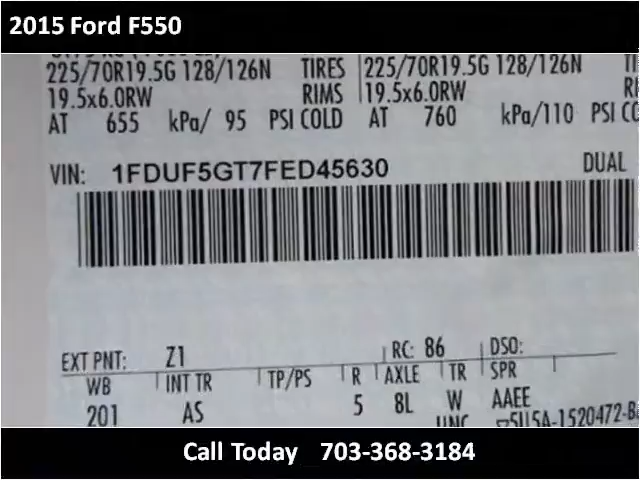 2015 Ford F550
225/70R19.5G 128/126N TIRES 225/70R19.5G 128/126N
19.5x6.0RW RIMS 19.5x6.0RW
AT 655 kPa/ 95 PSI COLD AT 760 kPa/110 PSI
VIN: 1FDUF5GT7FED45630 DUAL
EXT PNT: Z1 RC: 86 DSO:
WB INT TR TP/PS R AXLE TR SPR
201 AS 5 8L W AAEE
5U5A-1520472-B
Call Today 703-368-3184